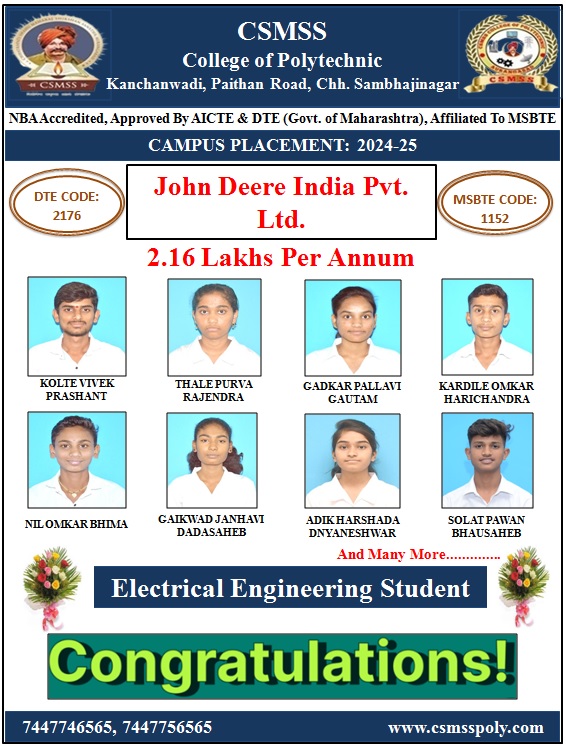 CSMSS
College of Polytechnic
Kanchanwadi, Paithan Road, Chh. Sambhajinagar
CSMSS
CSMSS
NBA Accredited, Approved By AICTE & DTE (Govt. of Maharashtra), Affiliated To MSBTE
CAMPUS PLACEMENT: 2024-25
DTE CODE:
2176
John Deere India Pvt.
Ltd.
MSBTE CODE:
1152
2.16 Lakhs Per Annum
KOLTE VIVEK
PRASHANT
THALE PURVA
RAJENDRA
GADKAR PALLAVI
GAUTAM
KARDILE OMKAR
HARICHANDRA
NIL OMKAR BHIMA
GAIKWAD JANHAVI
DADASAHEB
ADIK HARSHADA
DNYANESHWAR
SOLAT PAWAN
BHAUSAHEB
And Many More.............
Electrical Engineering Student
Congratulations!
7447746565, 7447756565
www.csmsspoly.com